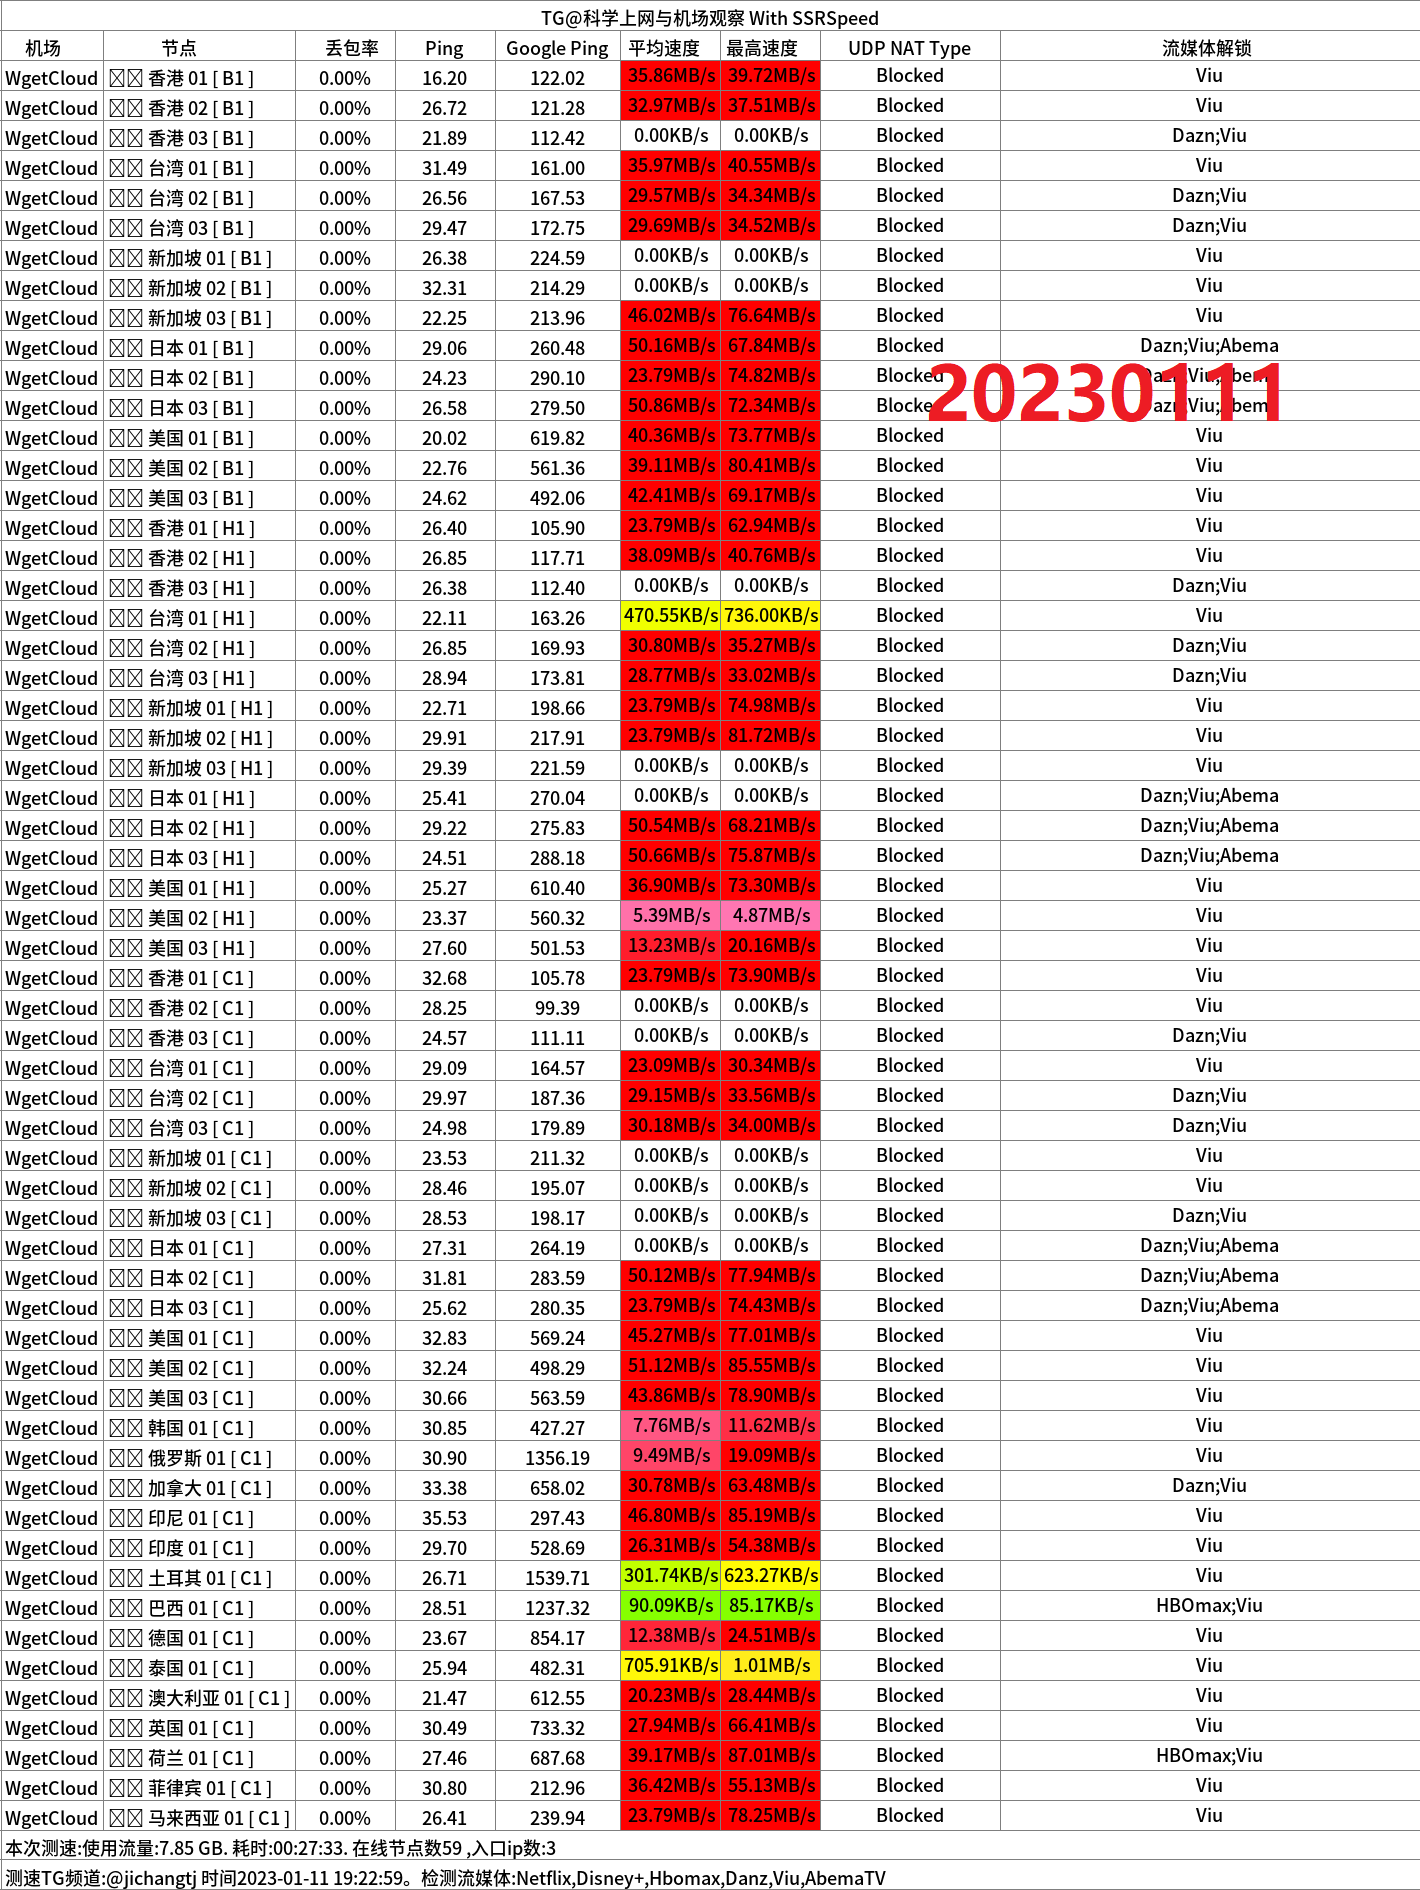 TG@科学上网与机场观察 With SSRSpeed
机场 节点 丢包率 Ping Google Ping 平均速度 最高速度 UDP NAT Type 流媒体解锁
WgetCloud 香港 01 [ B1 ] 0.00% 16.20 122.02 35.86MB/s 39.72MB/s Blocked Viu
WgetCloud 香港 02 [ B1 ] 0.00% 26.72 121.28 32.97MB/s 37.51MB/s Blocked Viu
WgetCloud 香港 03 [ B1 ] 0.00% 21.89 112.42 0.00KB/s 0.00KB/s Blocked Dazn;Viu
WgetCloud 台湾 01 [ B1 ] 0.00% 31.49 161.00 35.97MB/s 40.55MB/s Blocked Viu
WgetCloud 台湾 02 [ B1 ] 0.00% 26.56 167.53 29.57MB/s 34.34MB/s Blocked Dazn;Viu
WgetCloud 台湾 03 [ B1 ] 0.00% 29.47 172.75 29.69MB/s 34.52MB/s Blocked Dazn;Viu
WgetCloud 新加坡 01 [ B1 ] 0.00% 26.38 224.59 0.00KB/s 0.00KB/s Blocked Viu
WgetCloud 新加坡 02 [ B1 ] 0.00% 32.31 214.29 0.00KB/s 0.00KB/s Blocked Viu
WgetCloud 新加坡 03 [ B1 ] 0.00% 22.25 213.96 46.02MB/s 76.64MB/s Blocked Viu
WgetCloud 日本 01 [ B1 ] 0.00% 29.06 260.48 50.16MB/s 67.84MB/s Blocked Dazn;Viu;Abema
WgetCloud 日本 02 [ B1 ] 0.00% 24.23 290.10 23.79MB/s 74.82MB/s Blocked Dazn;Viu;Abema
20230111
WgetCloud 日本 03 [ B1 ] 0.00% 26.58 279.50 50.86MB/s 72.34MB/s Blocked Dazn;Viu;Abema
WgetCloud 美国 01 [ B1 ] 0.00% 20.02 619.82 40.36MB/s 73.77MB/s Blocked Viu
WgetCloud 美国 02 [ B1 ] 0.00% 22.76 561.36 39.11MB/s 80.41MB/s Blocked Viu
WgetCloud 美国 03 [ B1 ] 0.00% 24.62 492.06 42.41MB/s 69.17MB/s Blocked Viu
WgetCloud 香港 01 [ H1 ] 0.00% 26.40 105.90 23.79MB/s 62.94MB/s Blocked Viu
WgetCloud 香港 02 [ H1 ] 0.00% 26.85 117.71 38.09MB/s 40.76MB/s Blocked Viu
WgetCloud 香港 03 [ H1 ] 0.00% 26.38 112.40 0.00KB/s 0.00KB/s Blocked Dazn;Viu
WgetCloud 台湾 01 [ H1 ] 0.00% 22.11 163.26 470.55KB/s 736.00KB/s Blocked Viu
WgetCloud 台湾 02 [ H1 ] 0.00% 26.85 169.93 30.80MB/s 35.27MB/s Blocked Dazn;Viu
WgetCloud 台湾 03 [ H1 ] 0.00% 28.94 173.81 28.77MB/s 33.02MB/s Blocked Dazn;Viu
WgetCloud 新加坡 01 [ H1 ] 0.00% 22.71 198.66 23.79MB/s 74.98MB/s Blocked Viu
WgetCloud 新加坡 02 [ H1 ] 0.00% 29.91 217.91 23.79MB/s 81.72MB/s Blocked Viu
WgetCloud 新加坡 03 [ H1 ] 0.00% 29.39 221.59 0.00KB/s 0.00KB/s Blocked Viu
WgetCloud 日本 01 [ H1 ] 0.00% 25.41 270.04 0.00KB/s 0.00KB/s Blocked Dazn;Viu;Abema
WgetCloud 日本 02 [ H1 ] 0.00% 29.22 275.83 50.54MB/s 68.21MB/s Blocked Dazn;Viu;Abema
WgetCloud 日本 03 [ H1 ] 0.00% 24.51 288.18 50.66MB/s 75.87MB/s Blocked Dazn;Viu;Abema
WgetCloud 美国 01 [ H1 ] 0.00% 25.27 610.40 36.90MB/s 73.30MB/s Blocked Viu
WgetCloud 美国 02 [ H1 ] 0.00% 23.37 560.32 5.39MB/s 4.87MB/s Blocked Viu
WgetCloud 美国 03 [ H1 ] 0.00% 27.60 501.53 13.23MB/s 20.16MB/s Blocked Viu
WgetCloud 香港 01 [ C1 ] 0.00% 32.68 105.78 23.79MB/s 73.90MB/s Blocked Viu
WgetCloud 香港 02 [ C1 ] 0.00% 28.25 99.39 0.00KB/s 0.00KB/s Blocked Viu
WgetCloud 香港 03 [ C1 ] 0.00% 24.57 111.11 0.00KB/s 0.00KB/s Blocked Dazn;Viu
WgetCloud 台湾 01 [ C1 ] 0.00% 29.09 164.57 23.09MB/s 30.34MB/s Blocked Viu
WgetCloud 台湾 02 [ C1 ] 0.00% 29.97 187.36 29.15MB/s 33.56MB/s Blocked Dazn;Viu
WgetCloud 台湾 03 [ C1 ] 0.00% 24.98 179.89 30.18MB/s 34.00MB/s Blocked Dazn;Viu
WgetCloud 新加坡 01 [ C1 ] 0.00% 23.53 211.32 0.00KB/s 0.00KB/s Blocked Viu
WgetCloud 新加坡 02 [ C1 ] 0.00% 28.46 195.07 0.00KB/s 0.00KB/s Blocked Viu
WgetCloud 新加坡 03 [ C1 ] 0.00% 28.53 198.17 0.00KB/s 0.00KB/s Blocked Dazn;Viu
WgetCloud 日本 01 [ C1 ] 0.00% 27.31 264.19 0.00KB/s 0.00KB/s Blocked Dazn;Viu;Abema
WgetCloud 日本 02 [ C1 ] 0.00% 31.81 283.59 50.12MB/s 77.94MB/s Blocked Dazn;Viu;Abema
WgetCloud 日本 03 [ C1 ] 0.00% 25.62 280.35 23.79MB/s 74.43MB/s Blocked Dazn;Viu;Abema
WgetCloud 美国 01 [ C1 ] 0.00% 32.83 569.24 45.27MB/s 77.01MB/s Blocked Viu
WgetCloud 美国 02 [ C1 ] 0.00% 32.24 498.29 51.12MB/s 85.55MB/s Blocked Viu
WgetCloud 美国 03 [ C1 ] 0.00% 30.66 563.59 43.86MB/s 78.90MB/s Blocked Viu
WgetCloud 韩国 01 [ C1 ] 0.00% 30.85 427.27 7.76MB/s 11.62MB/s Blocked Viu
WgetCloud 俄罗斯 01 [ C1 ] 0.00% 30.90 1356.19 9.49MB/s 19.09MB/s Blocked Viu
WgetCloud 加拿大 01 [ C1 ] 0.00% 33.38 658.02 30.78MB/s 63.48MB/s Blocked Dazn;Viu
WgetCloud 印尼 01 [ C1 ] 0.00% 35.53 297.43 46.80MB/s 85.19MB/s Blocked Viu
WgetCloud 印度 01 [ C1 ] 0.00% 29.70 528.69 26.31MB/s 54.38MB/s Blocked Viu
WgetCloud 土耳其 01 [ C1 ] 0.00% 26.71 1539.71 301.74KB/s 623.27KB/s Blocked Viu
WgetCloud 巴西 01 [ C1 ] 0.00% 28.51 1237.32 90.09KB/s 85.17KB/s Blocked HBOmax;Viu
WgetCloud 德国 01 [ C1 ] 0.00% 23.67 854.17 12.38MB/s 24.51MB/s Blocked Viu
WgetCloud 泰国 01 [ C1 ] 0.00% 25.94 482.31 705.91KB/s 1.01MB/s Blocked Viu
WgetCloud 澳大利亚 01 [ C1 ] 0.00% 21.47 612.55 20.23MB/s 28.44MB/s Blocked Viu
WgetCloud 英国 01 [ C1 ] 0.00% 30.49 733.32 27.94MB/s 66.41MB/s Blocked Viu
WgetCloud 荷兰 01 [ C1 ] 0.00% 27.46 687.68 39.17MB/s 87.01MB/s Blocked HBOmax;Viu
WgetCloud 菲律宾 01 [ C1 ] 0.00% 30.80 212.96 36.42MB/s 55.13MB/s Blocked Viu
WgetCloud 马来西亚 01 [ C1 ] 0.00% 26.41 239.94 23.79MB/s 78.25MB/s Blocked Viu
本次测速:使用流量:7.85 GB. 耗时:00:27:33. 在线节点数59 ,入口ip数:3
测速TG频道:@jichangtj 时间2023-01-11 19:22:59。检测流媒体:Netflix,Disney+,Hbomax,Danz,Viu,AbemaTV